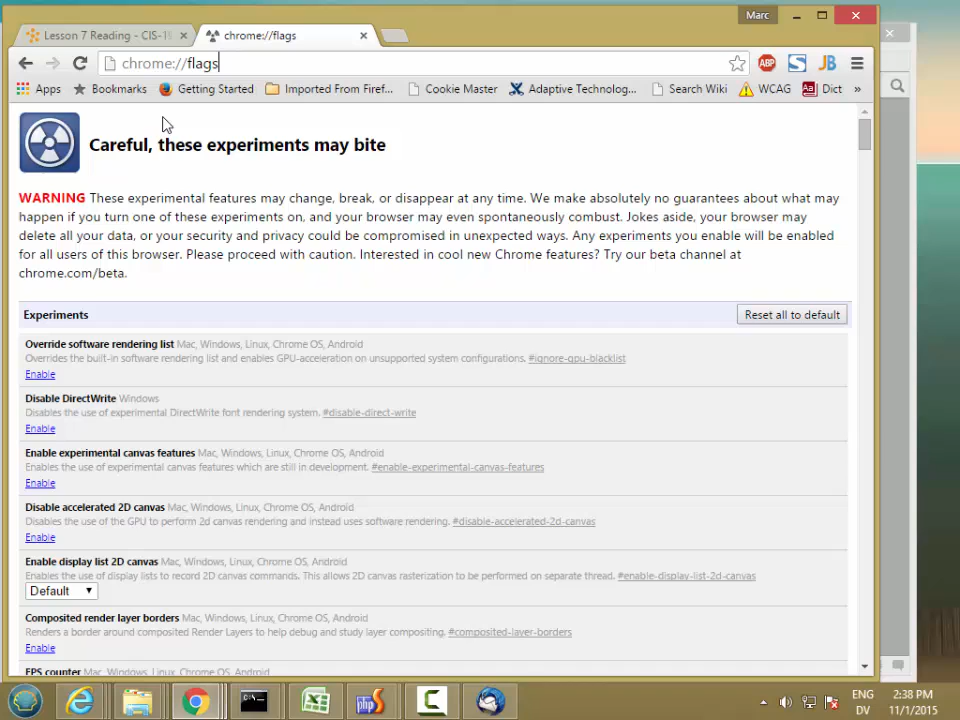 Marc
Lesson 7 Reading - CIS-15
chrome://flags
chrome://flags
ABP
S
JB
Apps
Bookmarks
Getting Started
Imported From Firef...
Cookie Master
Adaptive Technolog...
Search Wiki
WCAG
Dict
»
Careful, these experiments may bite
WARNING These experimental features may change, break, or disappear at any time. We make absolutely no guarantees about what may
happen if you turn one of these experiments on, and your browser may even spontaneously combust. Jokes aside, your browser may
delete all your data, or your security and privacy could be compromised in unexpected ways. Any experiments you enable will be enabled
for all users of this browser. Please proceed with caution. Interested in cool new Chrome features? Try our beta channel at
chrome.com/beta.
Experiments
Reset all to default
Override software rendering list Mac, Windows, Linux, Chrome OS, Android
Overrides the built-in software rendering list and enables GPU-acceleration on unsupported system configurations. #ignore-gpu-blacklist
Enable
Disable DirectWrite Windows
Disables the use of experimental DirectWrite font rendering system. #disable-direct-write
Enable
Enable experimental canvas features Mac, Windows, Linux, Chrome OS, Android
Enables the use of experimental canvas features which are still in development. #enable-experimental-canvas-features
Enable
Disable accelerated 2D canvas Mac, Windows, Linux, Chrome OS, Android
Disables the use of the GPU to perform 2d canvas rendering and instead uses software rendering. #disable-accelerated-2d-canvas
Enable
Enable display list 2D canvas Mac, Windows, Linux, Chrome OS, Android
Enables the use of display lists to record 2D canvas commands. This allows 2D canvas rasterization to be performed on separate thread. #enable-display-list-2d-canvas
Default
Composited render layer borders Mac, Windows, Linux, Chrome OS, Android
Renders a border around composited Render Layers to help debug and study layer compositing. #composited-layer-borders
Enable
FPS counter Mac, Windows, Linux, Chrome OS, Android
php
C
ENG
DV
2:38 PM
11/1/2015